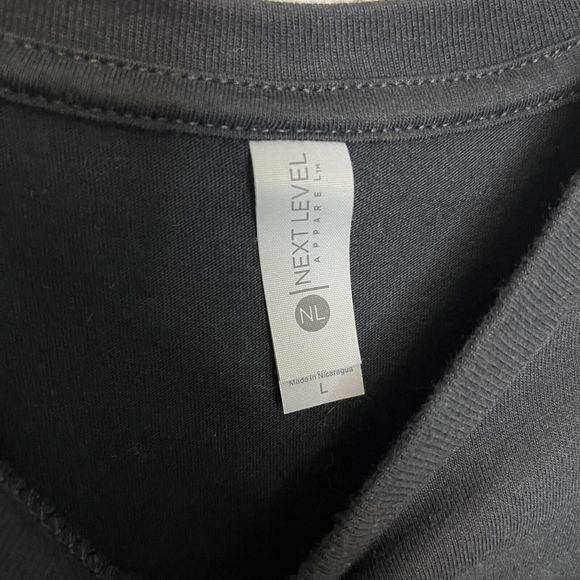 NEXT LEVEL
APPAREL™
NL
Made in Nicaragua
L